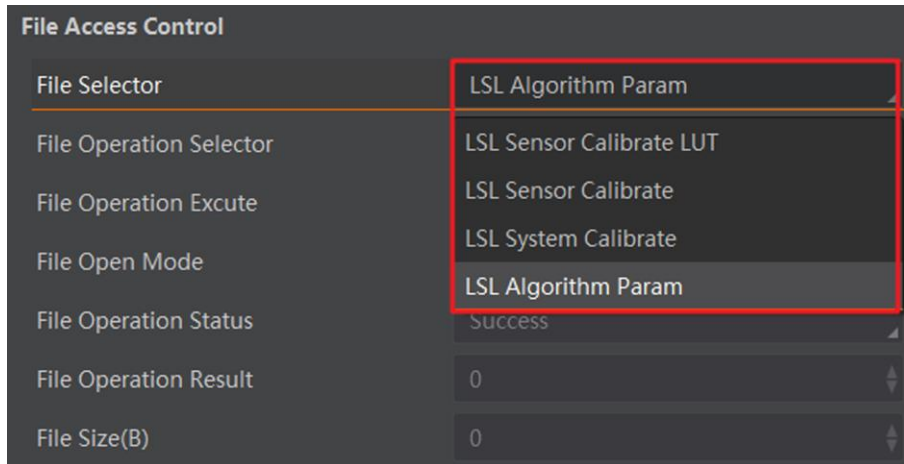 File Access Control
File Selector LSL Algorithm Param
File Operation Selector LSL Sensor Calibrate LUT
File Operation Excute LSL Sensor Calibrate
File Open Mode LSL System Calibrate
LSL Algorithm Param
File Operation Status Success
File Operation Result 0
File Size(B) 0